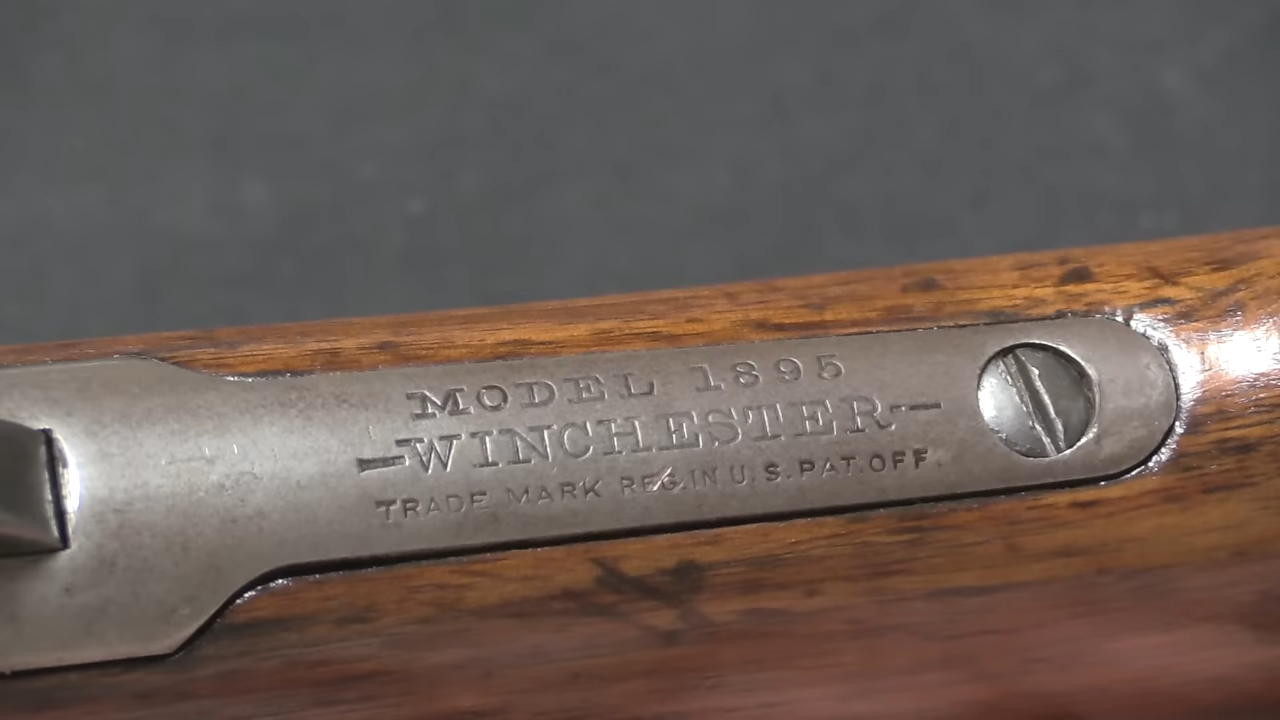 MODEL 1895
-WINCHESTER-
TRADE MARK REG. IN U. S. PAT. OFF.